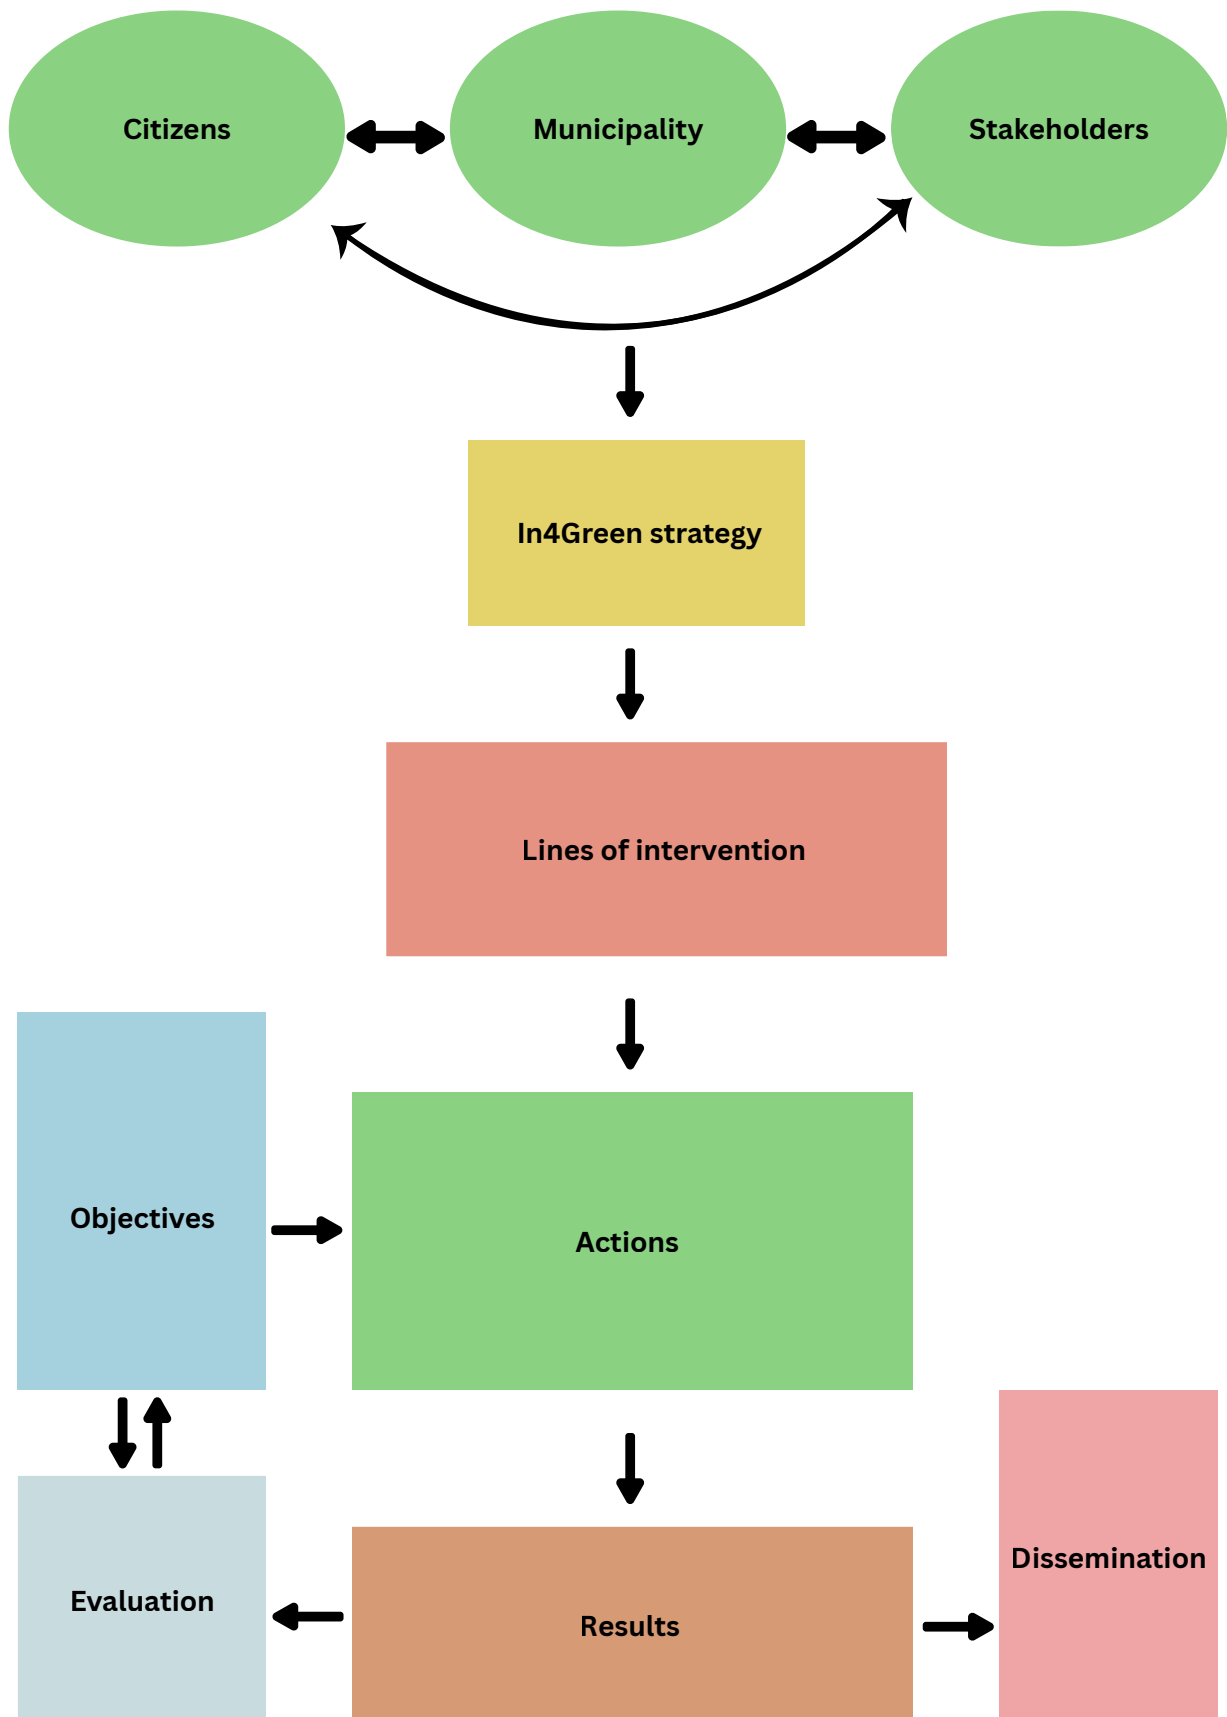 Citizens
Municipality
Stakeholders
In4Green strategy
Lines of intervention
Objectives
Actions
Dissemination
Evaluation
Results